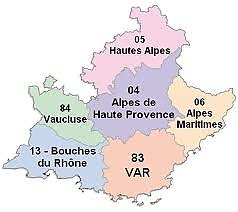 05
Hautes Alpes
04
Alpes de
Haute Provence
06
Alpes
Maritimes
84
Vaucluse
13 - Bouches
du Rhône
83
VAR